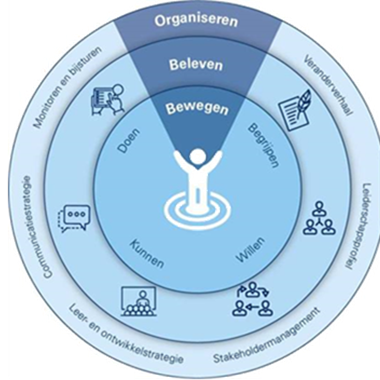 Organiseren
Beleven
Bewegen
Begrijpen
Willen
Kunnen
Doen
Veranderverhaal
Leiderschapsprofiel
Stakeholdermanagement
Leer- en ontwikkelstrategie
Communicatiestrategie
Monitoren en bijsturen